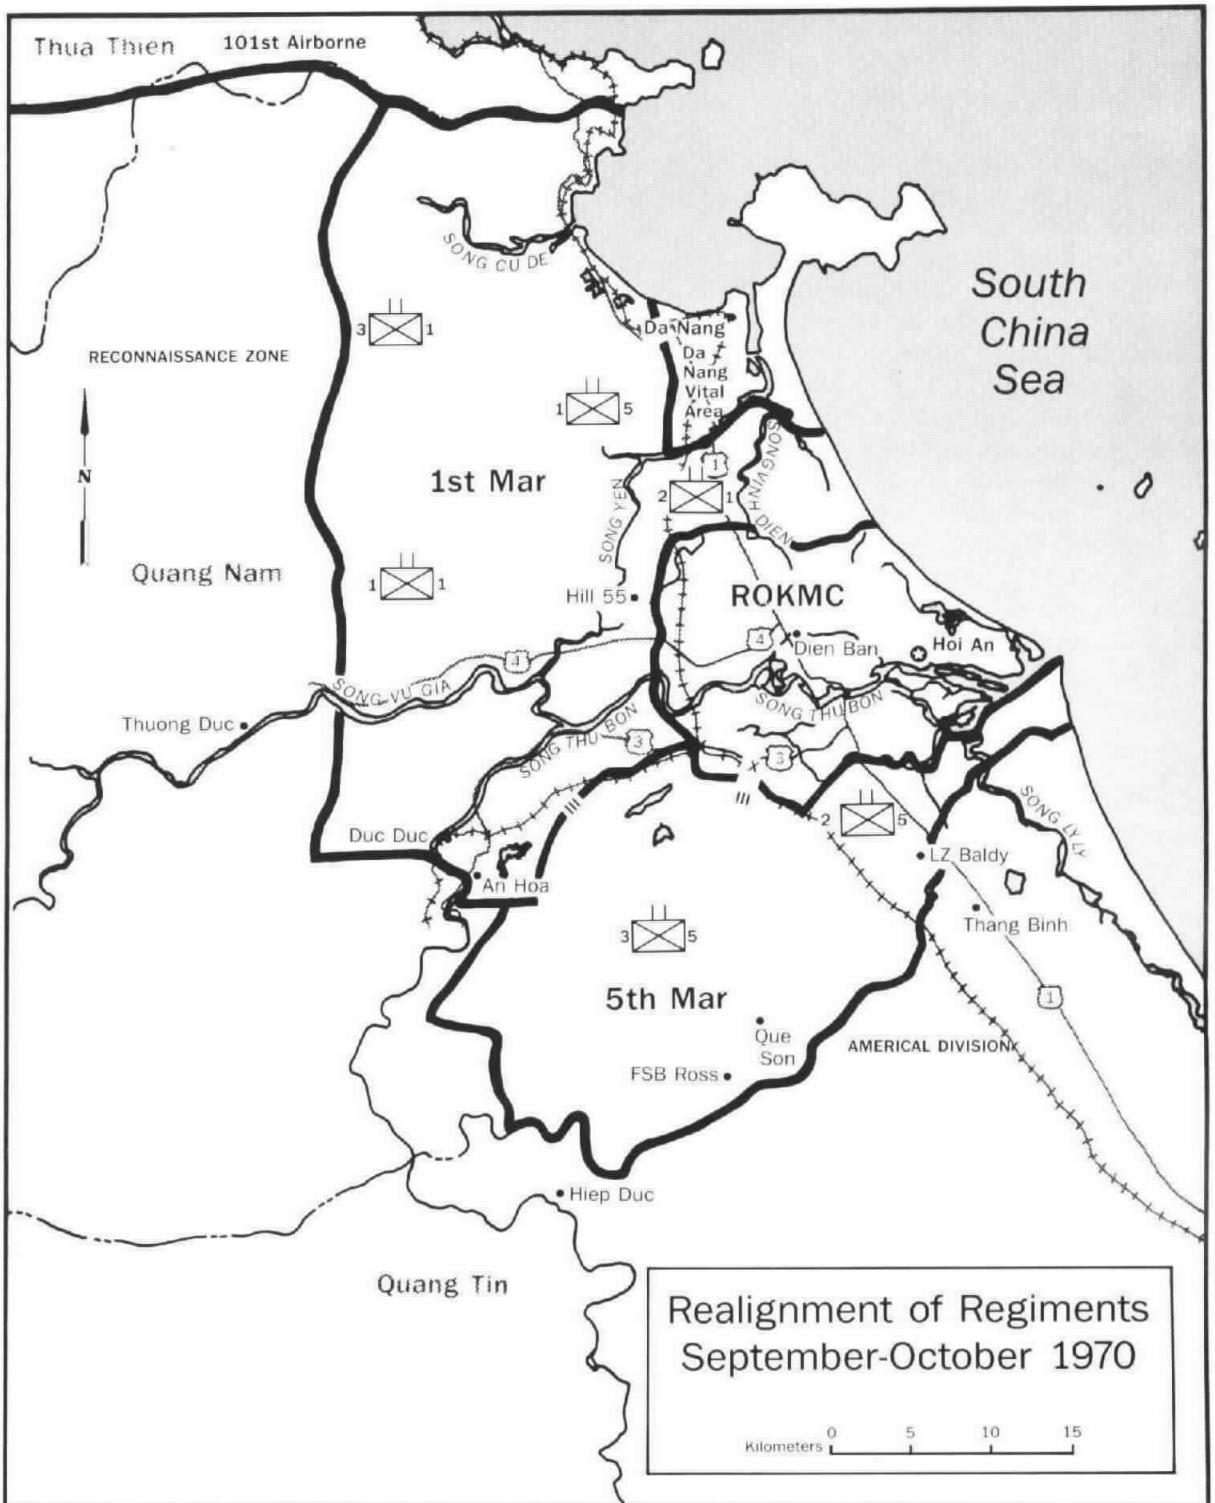 Thua Thien
101st Airborne
SONG CU DE
South
China
Sea
3 1
Da Nang
RECONNAISSANCE ZONE
Da
Nang
Vital
Area
1 5
N
1st Mar
1
2 1
SONG YEN
SONG VINH DIEN
Quang Nam
1 1
Hill 55
ROKMC
4
Dien Ban
Hoi An
4
SONG VU GIA
Thuong Duc
SONG THU BON
SONG THU BON
3
3
III
III
SONG LY LY
2 5
Duc Duc
LZ Baldy
An Hoa
Thang Binh
3 5
5th Mar
1
Que
Son
AMERICAL DIVISION
FSB Ross
Hiep Duc
Quang Tin
Realignment of Regiments
September-October 1970
Kilometers 0 5 10 15